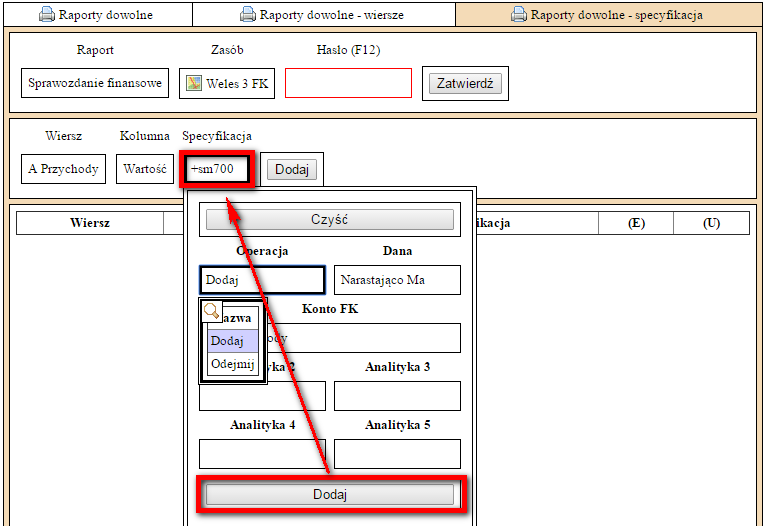 Raporty dowolne Raporty dowolne - wiersze Raporty dowolne - specyfikacja
Raport Zasób Hasło (F12)
Sprawozdanie finansowe Weles 3 FK Zatwierdź
Wiersz Kolumna Specyfikacja
A Przychody Wartość +sm700 Dodaj
Czyść
Wiersz ikacja (E) (U)
Operacja Dana
Dodaj Narastająco Ma
azwa Konto FK
Dodaj ody
Odejmij
tyka 2 Analityka 3
Analityka 4 Analityka 5
Dodaj